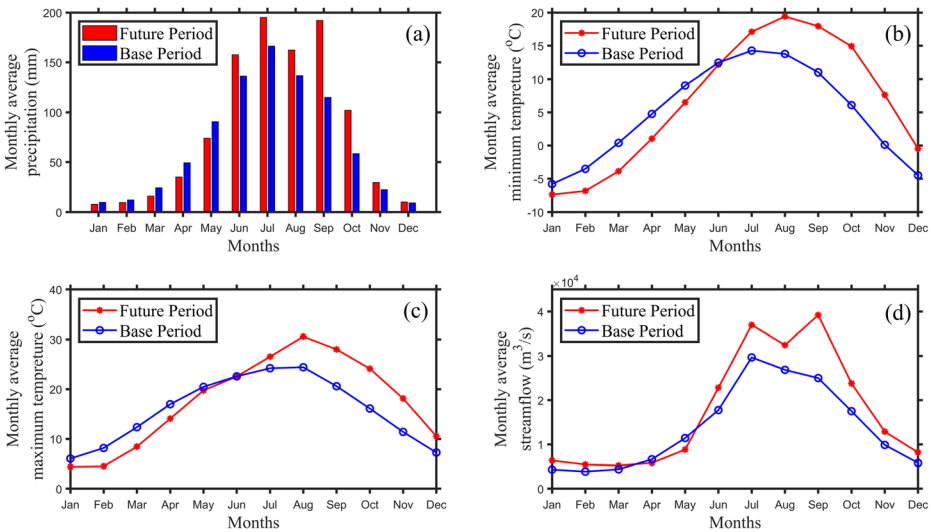 Monthly average
precipitation (mm)
200
150
100
50
0
Future Period
Base Period
(a)
Jan Feb Mar Apr May Jun Jul Aug Sep Oct Nov Dec
Months
Monthly average
minimum tempreture (°C)
20
15
10
5
0
-5
-10
Future Period
Base Period
(b)
Jan Feb Mar Apr May Jun Jul Aug Sep Oct Nov Dec
Months
Monthly average
maximum tempreture (°C)
40
30
20
10
0
Future Period
Base Period
(c)
Jan Feb Mar Apr May Jun Jul Aug Sep Oct Nov Dec
Months
Monthly average
streamflow (m³/s)
×10⁴
4
3
2
1
0
Future Period
Base Period
(d)
Jan Feb Mar Apr May Jun Jul Aug Sep Oct Nov Dec
Months